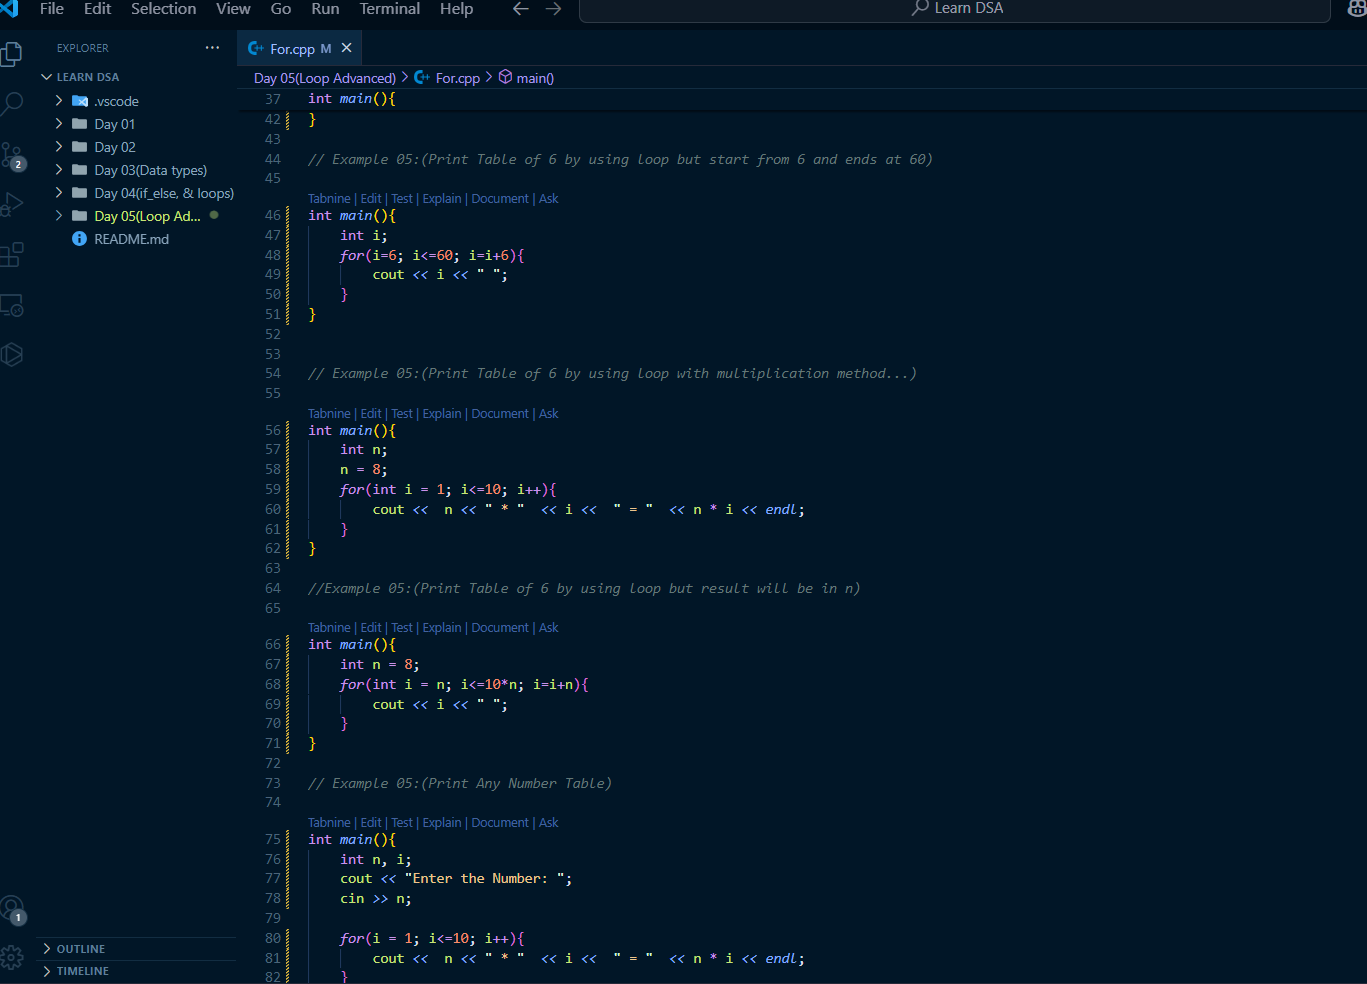 File Edit Selection View Go Run Terminal Help
Learn DSA
EXPLORER
LEARN DSA
.vscode
Day 01
Day 02
Day 03(Data types)
Day 04(if_else, & loops)
Day 05(Loop Ad...
README.md
2
1
OUTLINE
TIMELINE
For.cpp M
Day 05(Loop Advanced) > For.cpp > main()
37 int main(){
42 }
43
44 // Example 05:(Print Table of 6 by using loop but start from 6 and ends at 60)
45
Tabnine | Edit | Test | Explain | Document | Ask
46 int main(){
47 int i;
48 for(i=6; i<=60; i=i+6){
49 cout << i << " ";
50 }
51 }
52
53
54 // Example 05:(Print Table of 6 by using loop with multiplication method...)
55
Tabnine | Edit | Test | Explain | Document | Ask
56 int main(){
57 int n;
58 n = 8;
59 for(int i = 1; i<=10; i++){
60 cout <<  n << " * "  << i <<  " = "  << n * i << endl;
61 }
62 }
63
64 //Example 05:(Print Table of 6 by using loop but result will be in n)
65
Tabnine | Edit | Test | Explain | Document | Ask
66 int main(){
67 int n = 8;
68 for(int i = n; i<=10*n; i=i+n){
69 cout << i << " ";
70 }
71 }
72
73 // Example 05:(Print Any Number Table)
74
Tabnine | Edit | Test | Explain | Document | Ask
75 int main(){
76 int n, i;
77 cout << "Enter the Number: ";
78 cin >> n;
79
80 for(i = 1; i<=10; i++){
81 cout <<  n << " * "  << i <<  " = "  << n * i << endl;
82 }